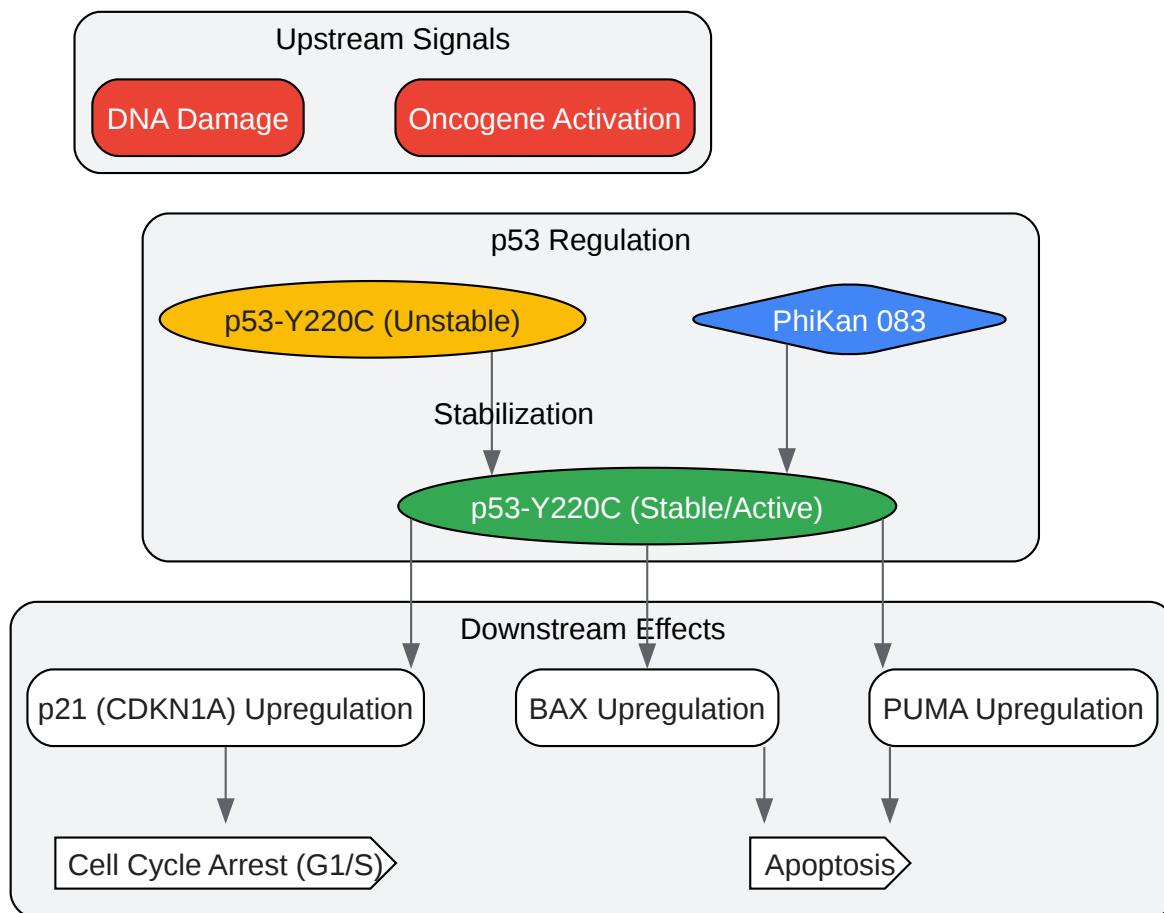 Upstream Signals
DNA Damage
Oncogene Activation
p53 Regulation
p53-Y220C (Unstable)
PhiKan 083
Stabilization
p53-Y220C (Stable/Active)
Downstream Effects
p21 (CDKN1A) Upregulation
BAX Upregulation
PUMA Upregulation
Cell Cycle Arrest (G1/S)
Apoptosis